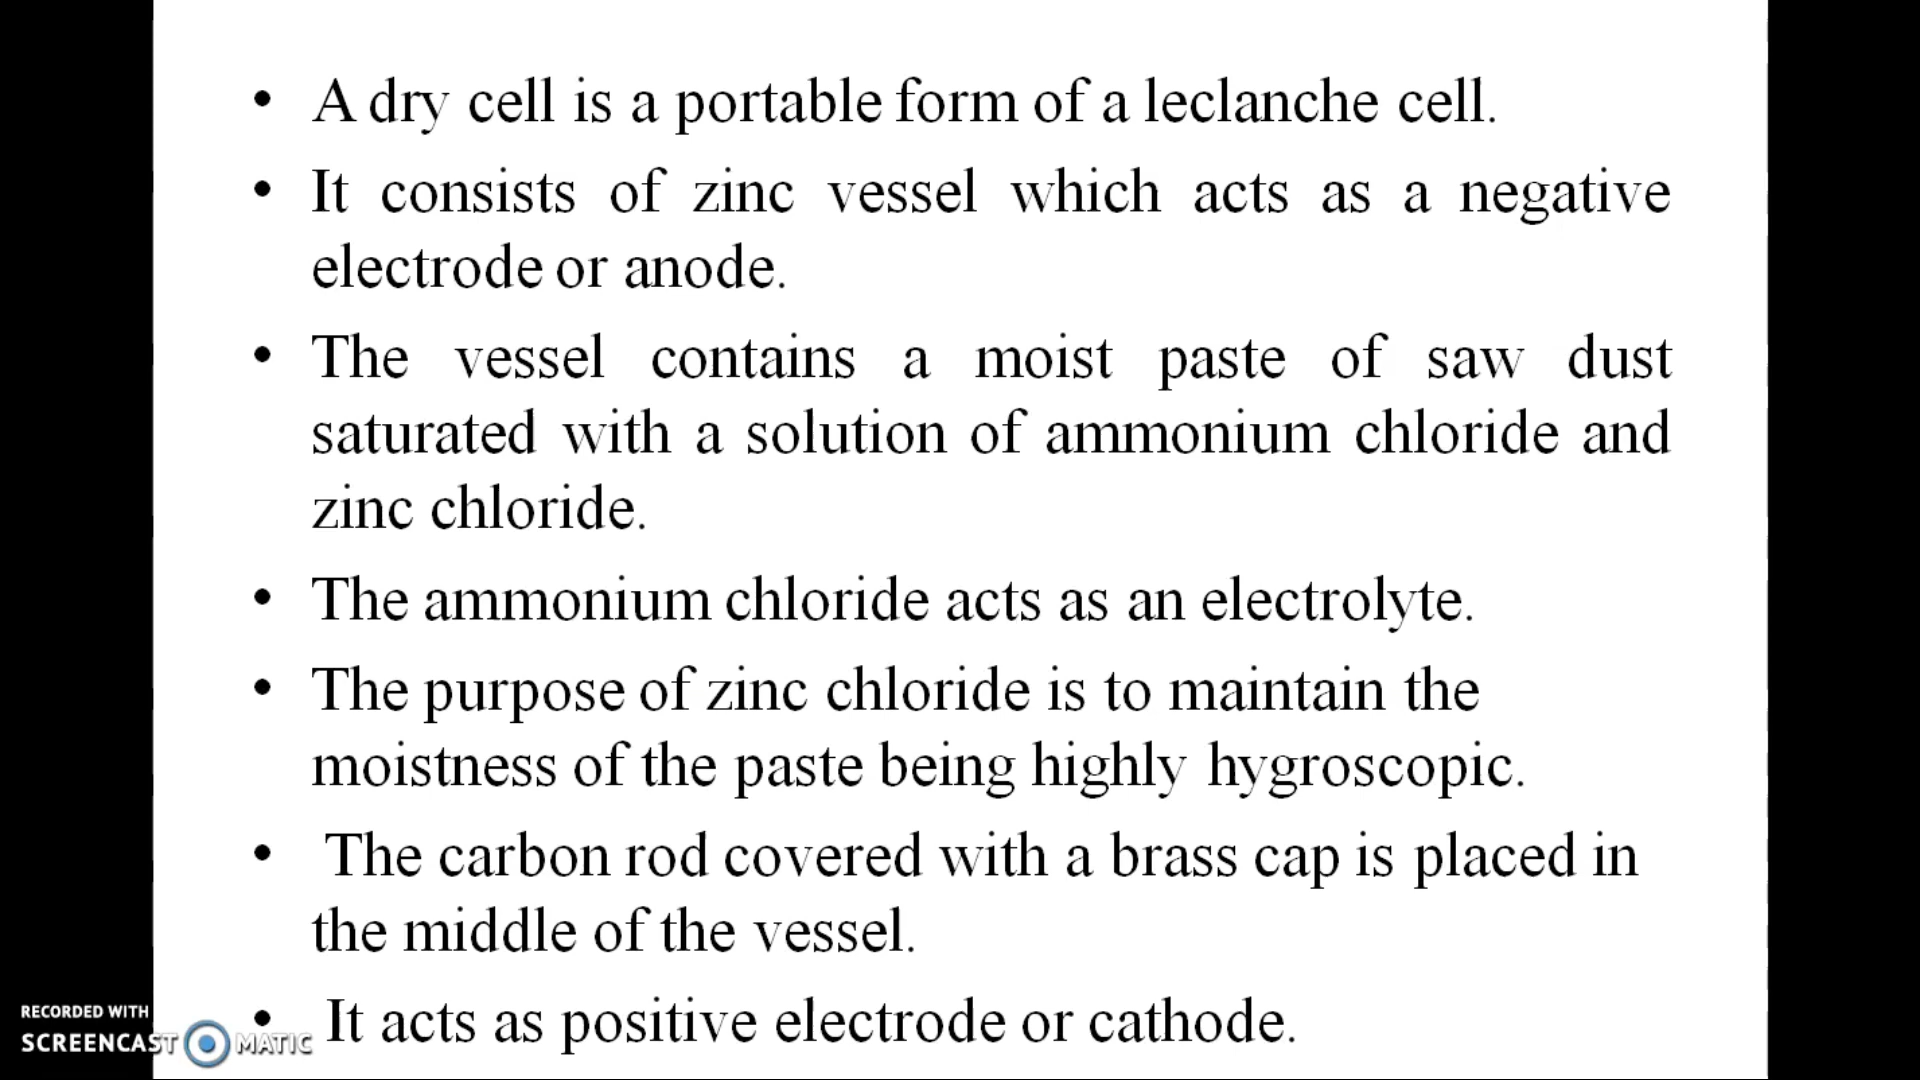 • A dry cell is a portable form of a leclanche cell.
• It consists of zinc vessel which acts as a negative
electrode or anode.
• The vessel contains a moist paste of saw dust
saturated with a solution of ammonium chloride and
zinc chloride.
• The ammonium chloride acts as an electrolyte.
• The purpose of zinc chloride is to maintain the
moistness of the paste being highly hygroscopic.
• The carbon rod covered with a brass cap is placed in
the middle of the vessel.
• It acts as positive electrode or cathode.
RECORDED WITH
SCREENCAST MATIC